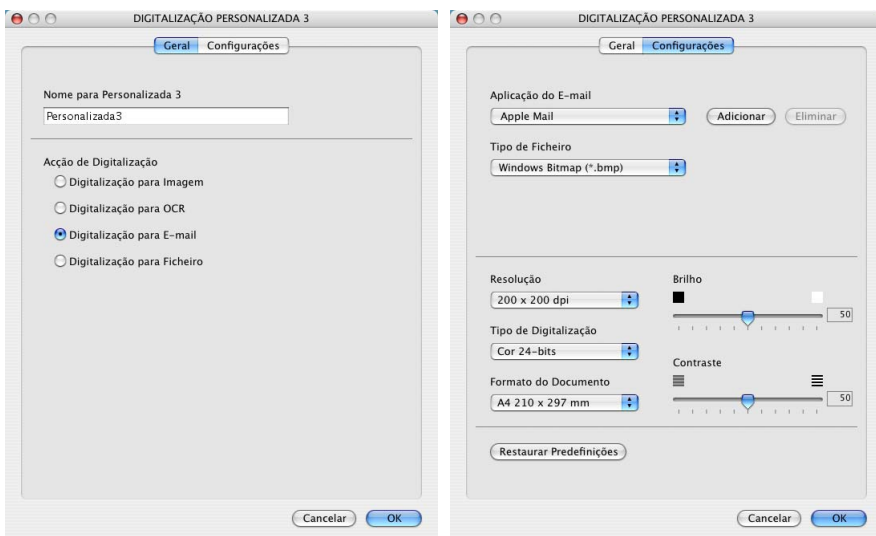 DIGITALIZAÇÃO PERSONALIZADA 3
Geral Configurações
Nome para Personalizada 3
Personalizada3
Acção de Digitalização
Digitalização para Imagem
Digitalização para OCR
Digitalização para E-mail
Digitalização para Ficheiro
Cancelar OK
DIGITALIZAÇÃO PERSONALIZADA 3
Geral Configurações
Aplicação do E-mail
Apple Mail Adicionar Eliminar
Tipo de Ficheiro
Windows Bitmap (*.bmp)
Resolução Brilho
200 x 200 dpi 50
Tipo de Digitalização
Cor 24-bits
Contraste
Formato do Documento
A4 210 x 297 mm 50
Restaurar Predefinições
Cancelar OK